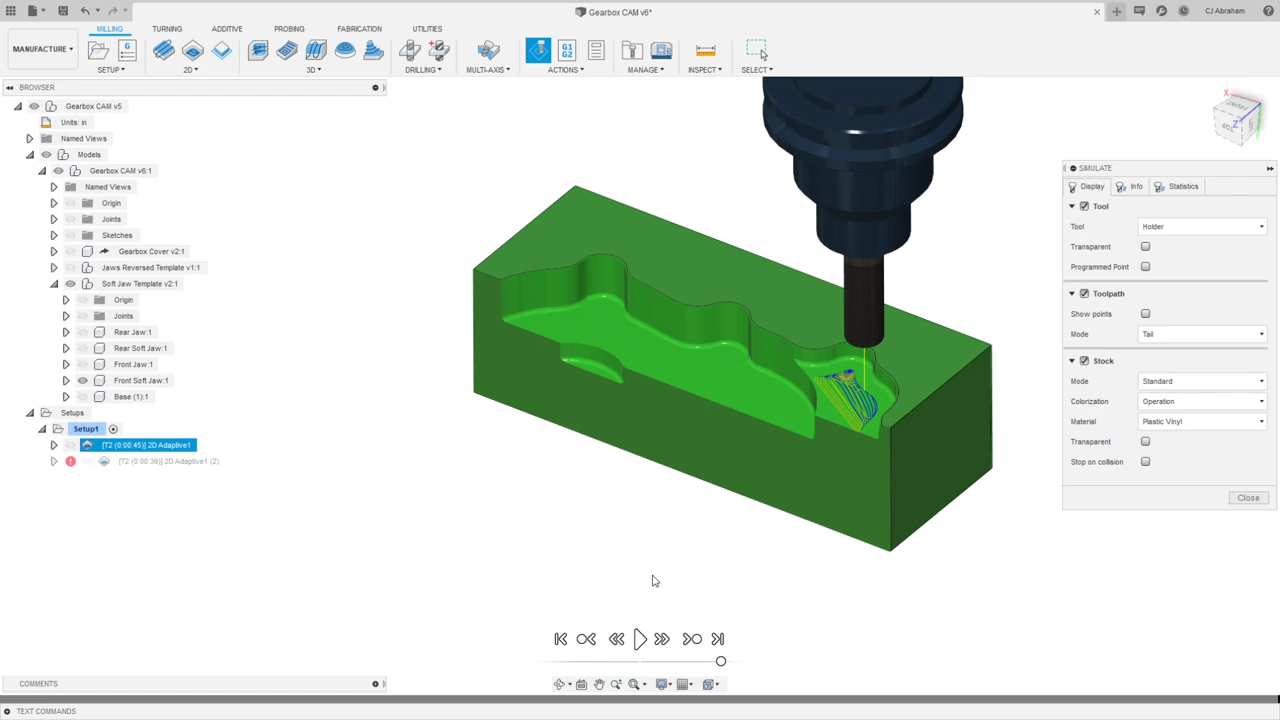 Gearbox CAM v6*
CJ Abraham
MILLING TURNING ADDITIVE PROBING FABRICATION UTILITIES
MANUFACTURE
G
G1
G2
SETUP 2D 3D DRILLING MULTI-AXIS ACTIONS MANAGE INSPECT SELECT
BROWSER
Gearbox CAM v5
Units: in
Named Views
Models
Gearbox CAM v6:1
Named Views
Origin
Joints
Sketches
Gearbox Cover v2:1
Jaws Reversed Template v1:1
Soft Jaw Template v2:1
Origin
Joints
Rear Jaw:1
Rear Soft Jaw:1
Front Jaw:1
Front Soft Jaw:1
Base (1):1
Setups
Setup1
[T2 (0:00:45)] 2D Adaptive1
[T2 (0:00:39)] 2D Adaptive1 (2)
X
Z
FRONT
TOP
SIMULATE
Display Info Statistics
Tool
Tool Holder
Transparent
Programmed Point
Toolpath
Show points
Mode Tail
Stock
Mode Standard
Colorization Operation
Material Plastic Vinyl
Transparent
Stop on collision
Close
COMMENTS
TEXT COMMANDS